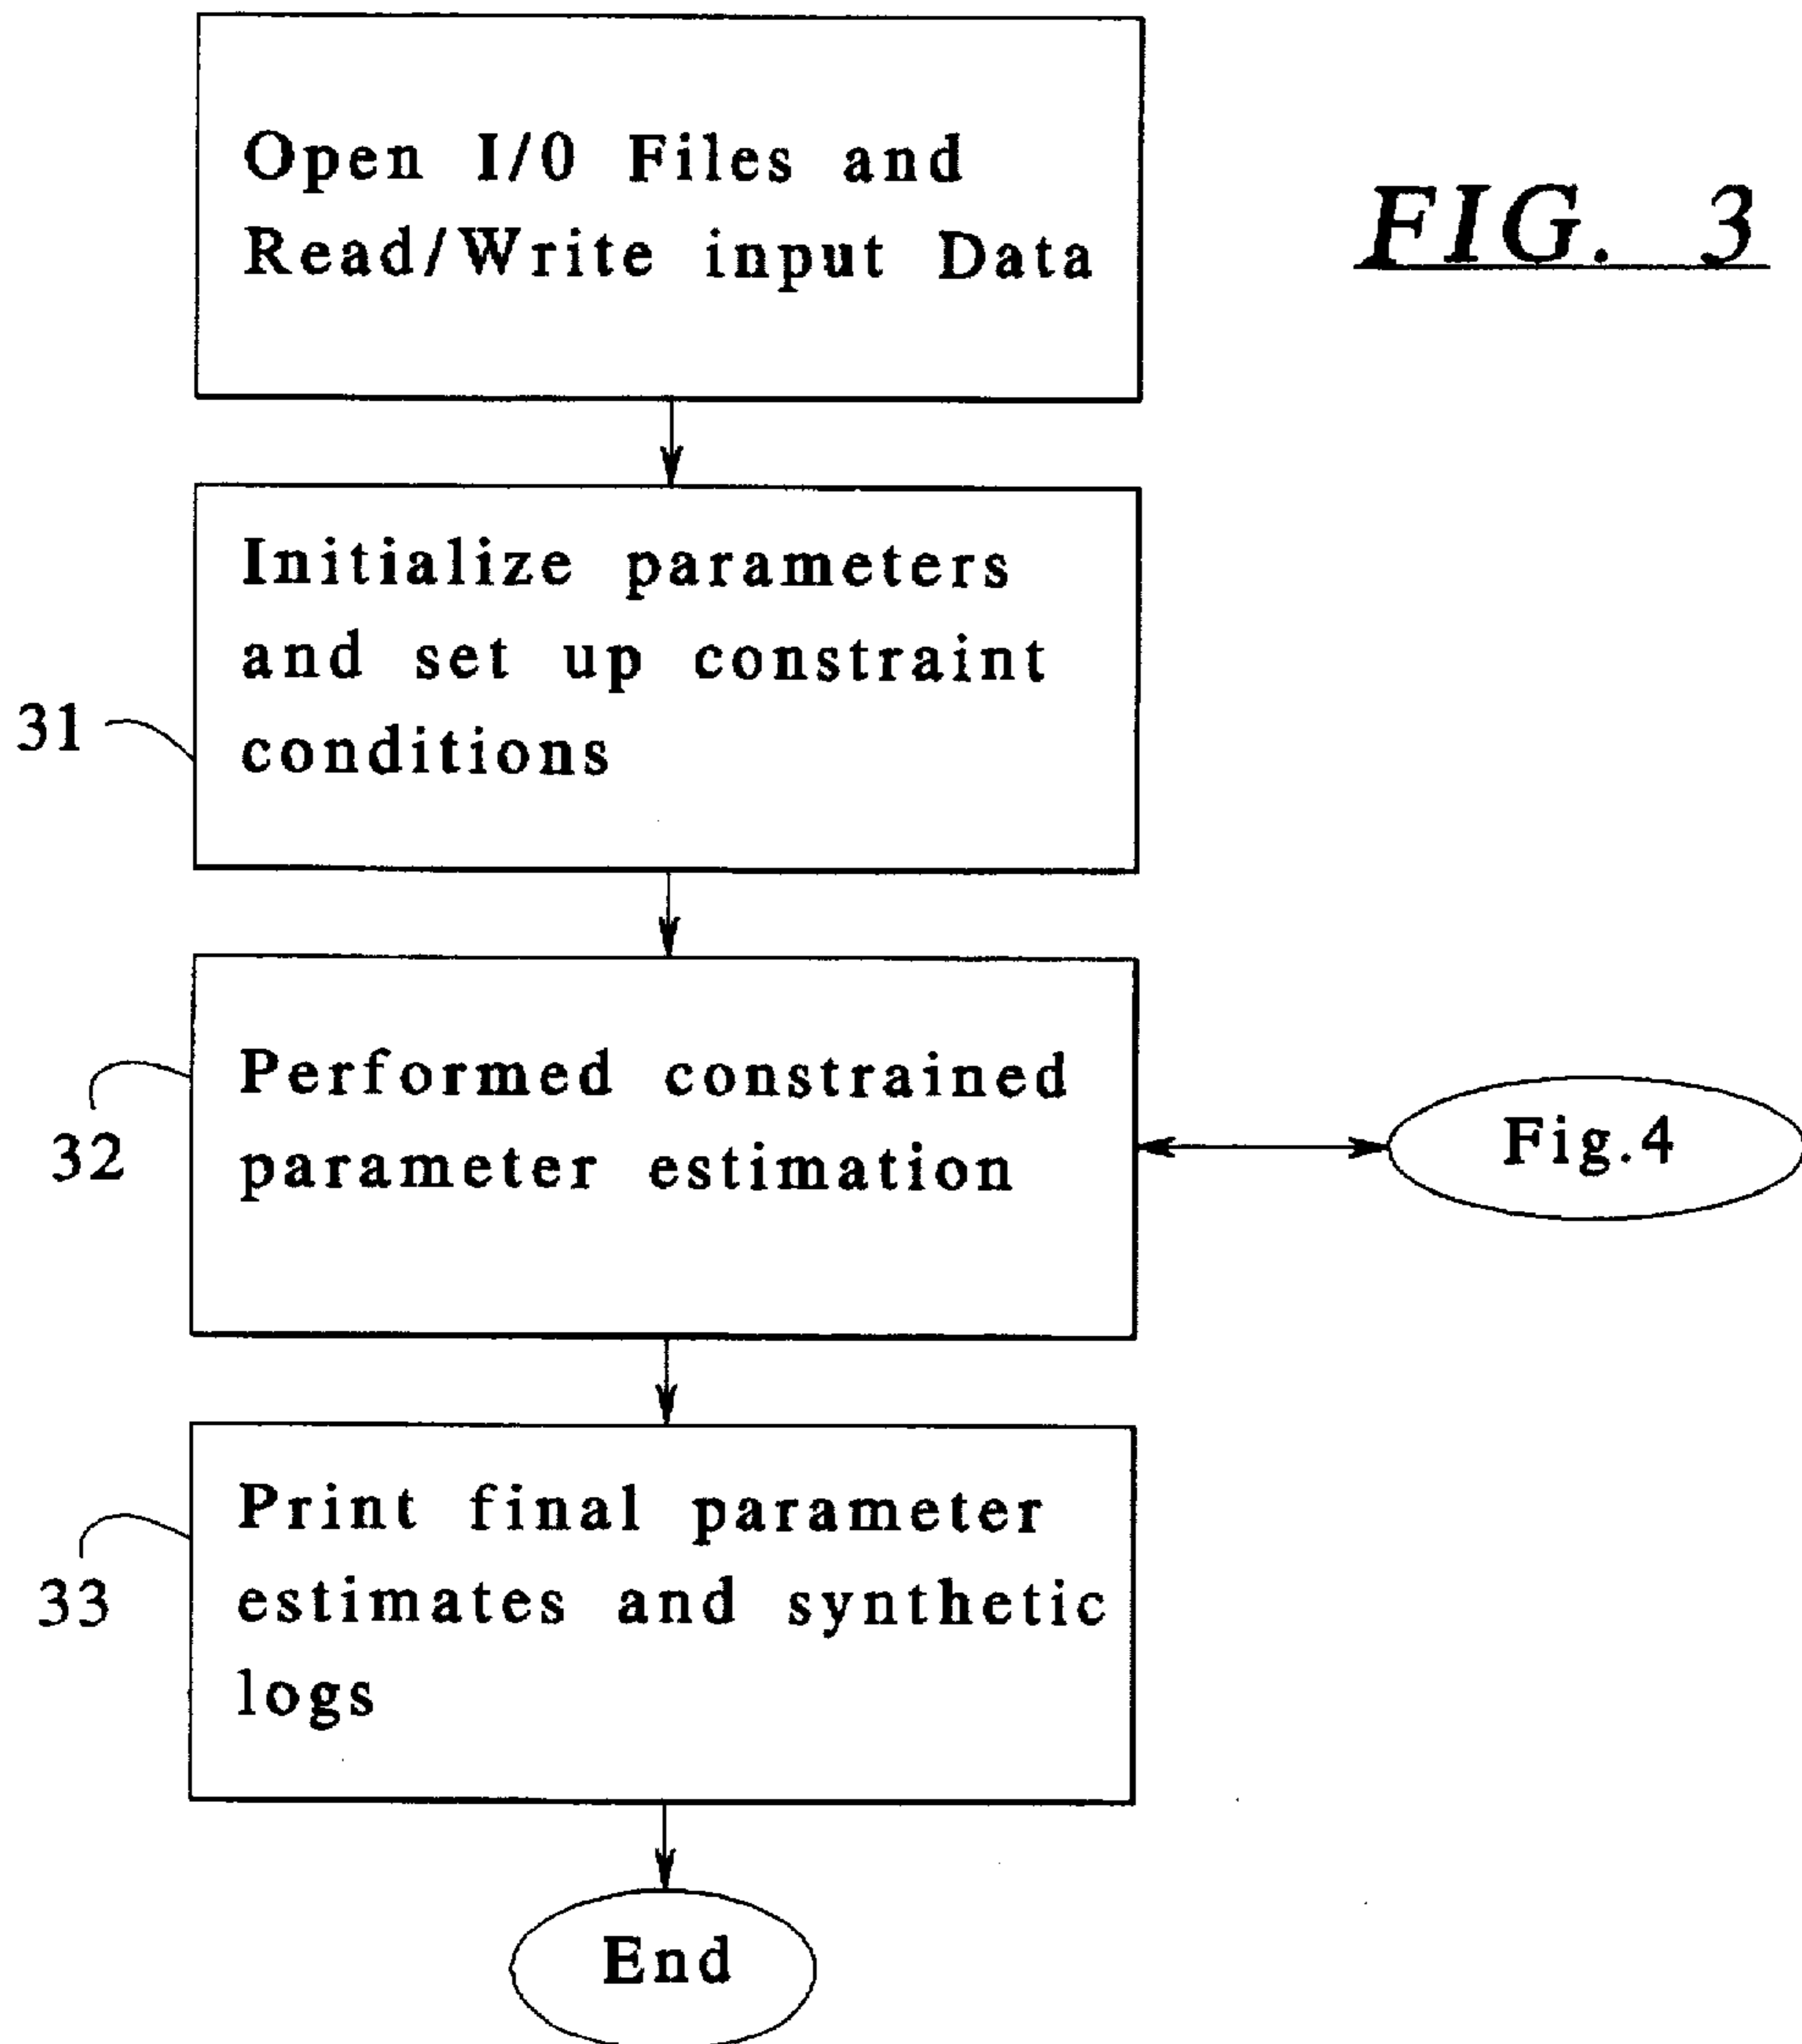 Open I/O Files and
Read/Write input Data
FIG. 3
Initialize parameters
and set up constraint
conditions
31
Performed constrained
parameter estimation
32
Fig.4
Print final parameter
estimates and synthetic
logs
33
End